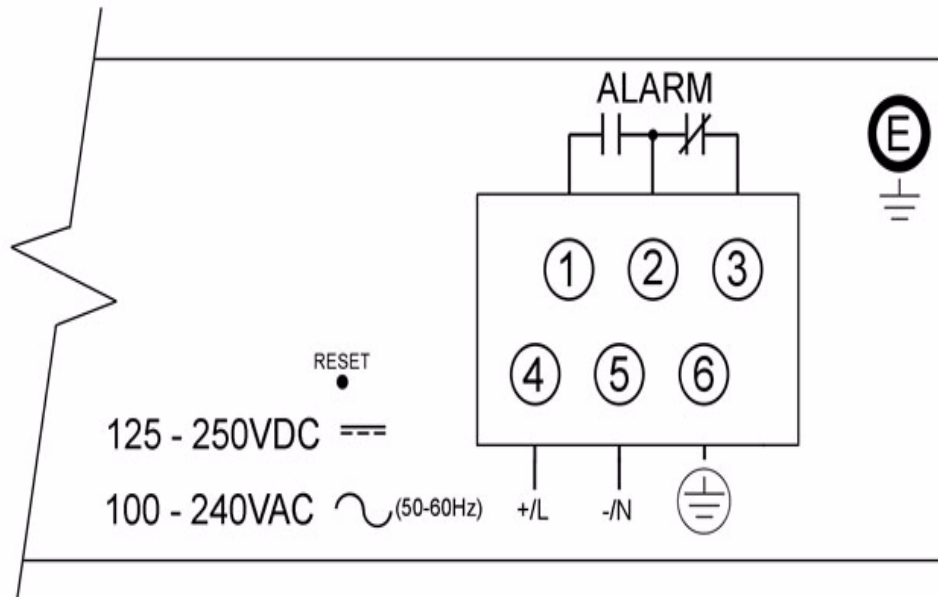 ALARM
E
1 2 3
4 5 6
RESET
125 - 250VDC
100 - 240VAC (50-60Hz) +/L -/N